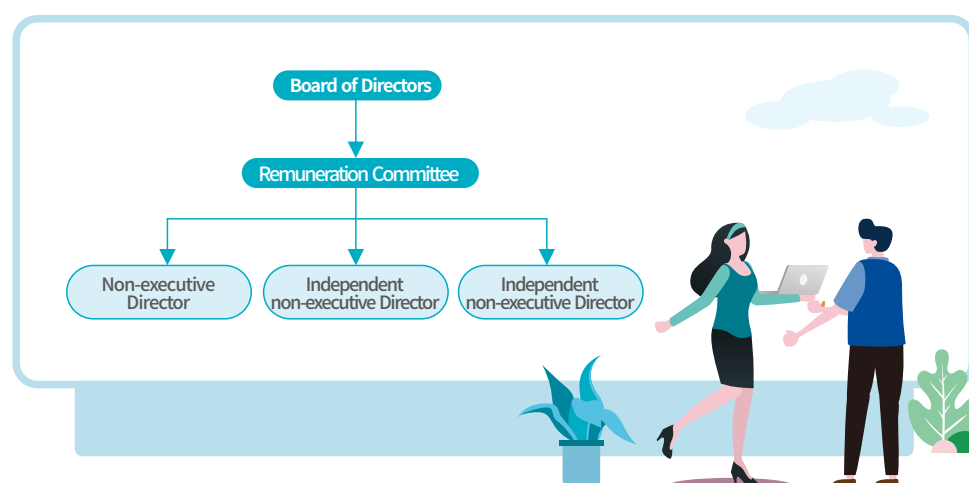 Board of Directors
Remuneration Committee
Non-executive
Director
Independent
non-executive Director
Independent
non-executive Director